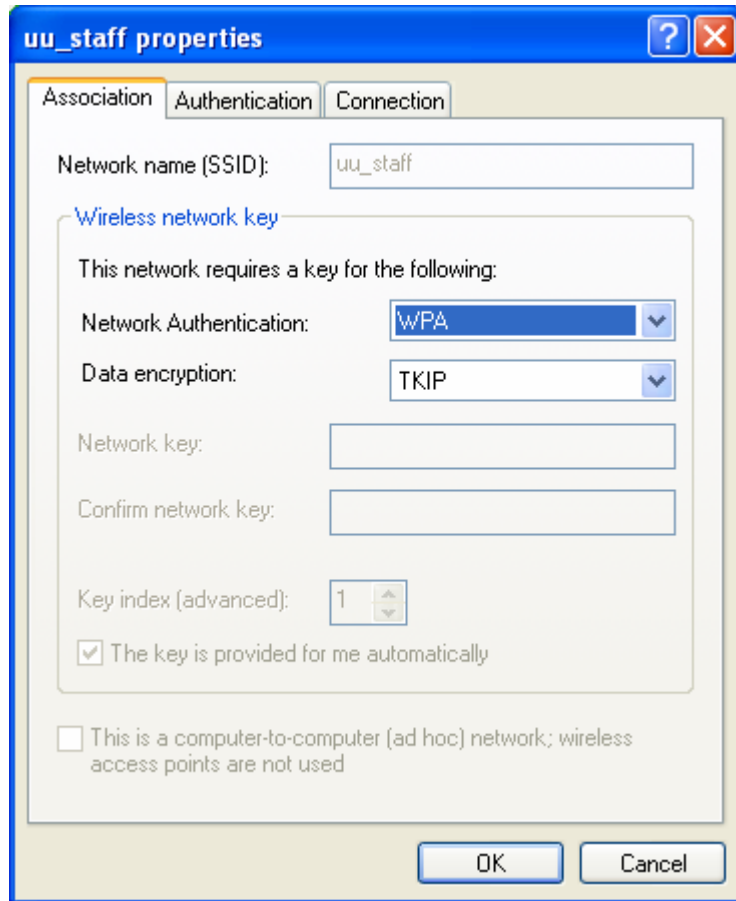 uu_staff properties
Association Authentication Connection
Network name (SSID): uu_staff
Wireless network key
This network requires a key for the following:
Network Authentication: WPA
Data encryption: TKIP
Network key:
Confirm network key:
Key index (advanced): 1
The key is provided for me automatically
This is a computer-to-computer (ad hoc) network; wireless
access points are not used
OK Cancel